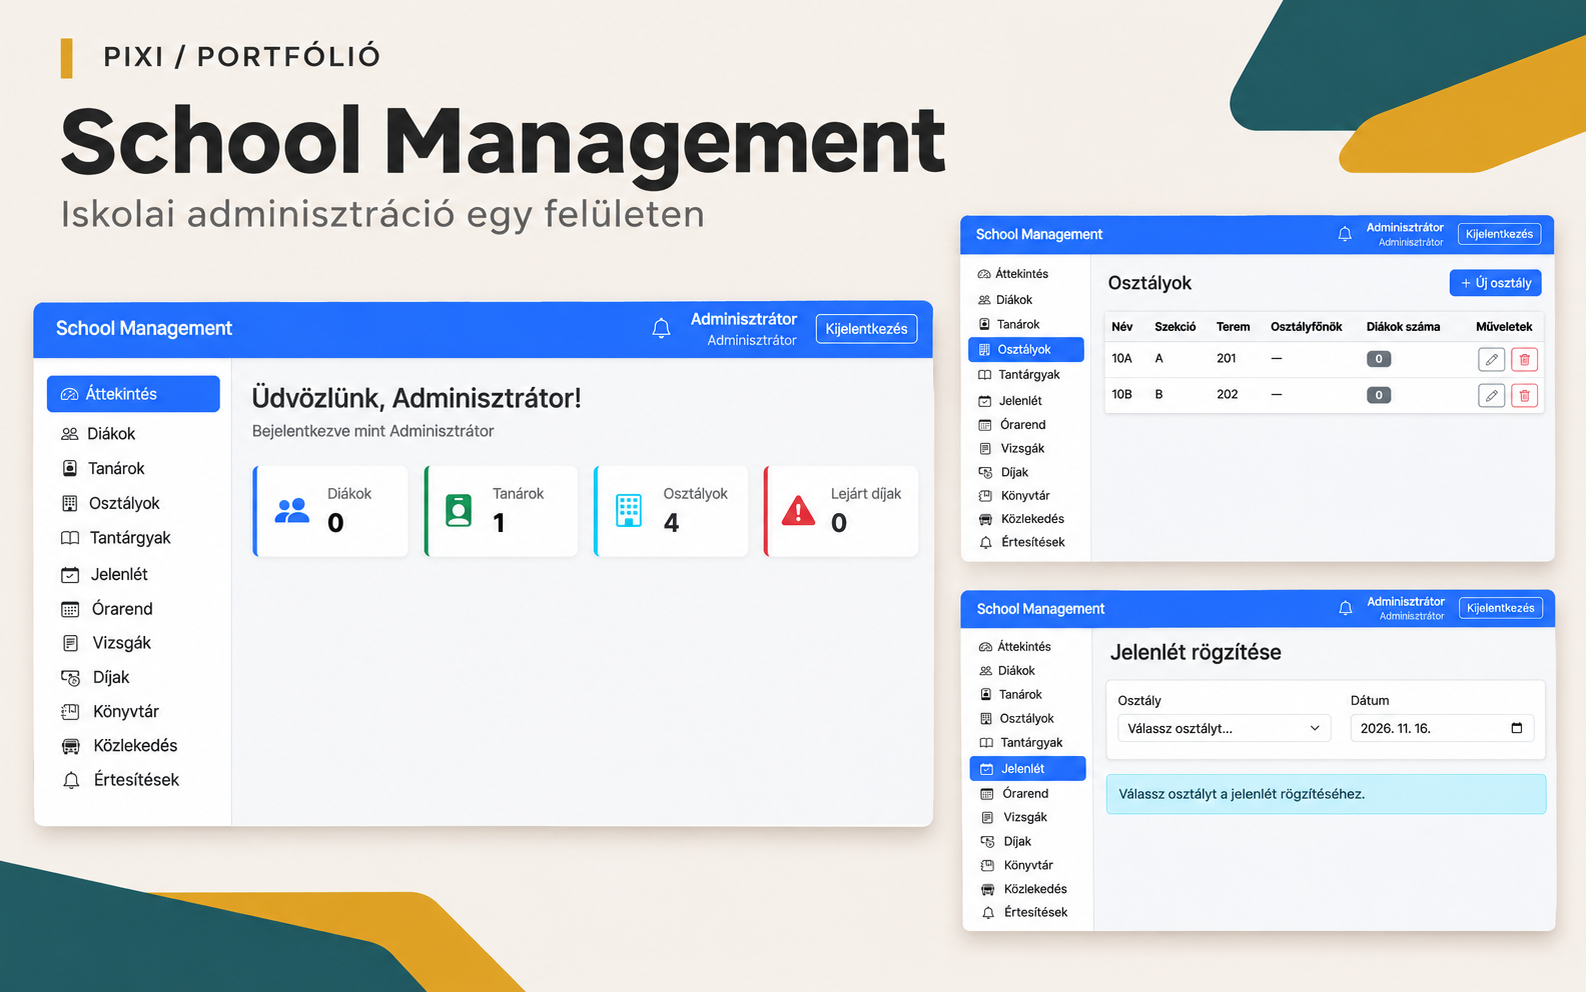 PIXI / PORTFÓLIÓ
School Management
Iskolai adminisztráció egy felületen
School Management
Adminisztrátor
Adminisztrátor
Kijelentkezés
Áttekintés
Diákok
Tanárok
Osztályok
Tantárgyak
Jelenlét
Órarend
Vizsgák
Díjak
Könyvtár
Közlekedés
Értesítések
Üdvözlünk, Adminisztrátor!
Bejelentkezve mint Adminisztrátor
Diákok
0
Tanárok
1
Osztályok
4
Lejárt díjak
0
School Management
Adminisztrátor
Adminisztrátor
Kijelentkezés
Áttekintés
Diákok
Tanárok
Osztályok
Tantárgyak
Jelenlét
Órarend
Vizsgák
Díjak
Könyvtár
Közlekedés
Értesítések
Osztályok
+ Új osztály
Név Szekció Terem Osztályfőnök Diákok száma Műveletek
10A A 201 — 0
10B B 202 — 0
School Management
Adminisztrátor
Adminisztrátor
Kijelentkezés
Áttekintés
Diákok
Tanárok
Osztályok
Tantárgyak
Jelenlét
Órarend
Vizsgák
Díjak
Könyvtár
Közlekedés
Értesítések
Jelenlét rögzítése
Osztály Dátum
Válassz osztályt... 2026. 11. 16.
Válassz osztályt a jelenlét rögzítéséhez.